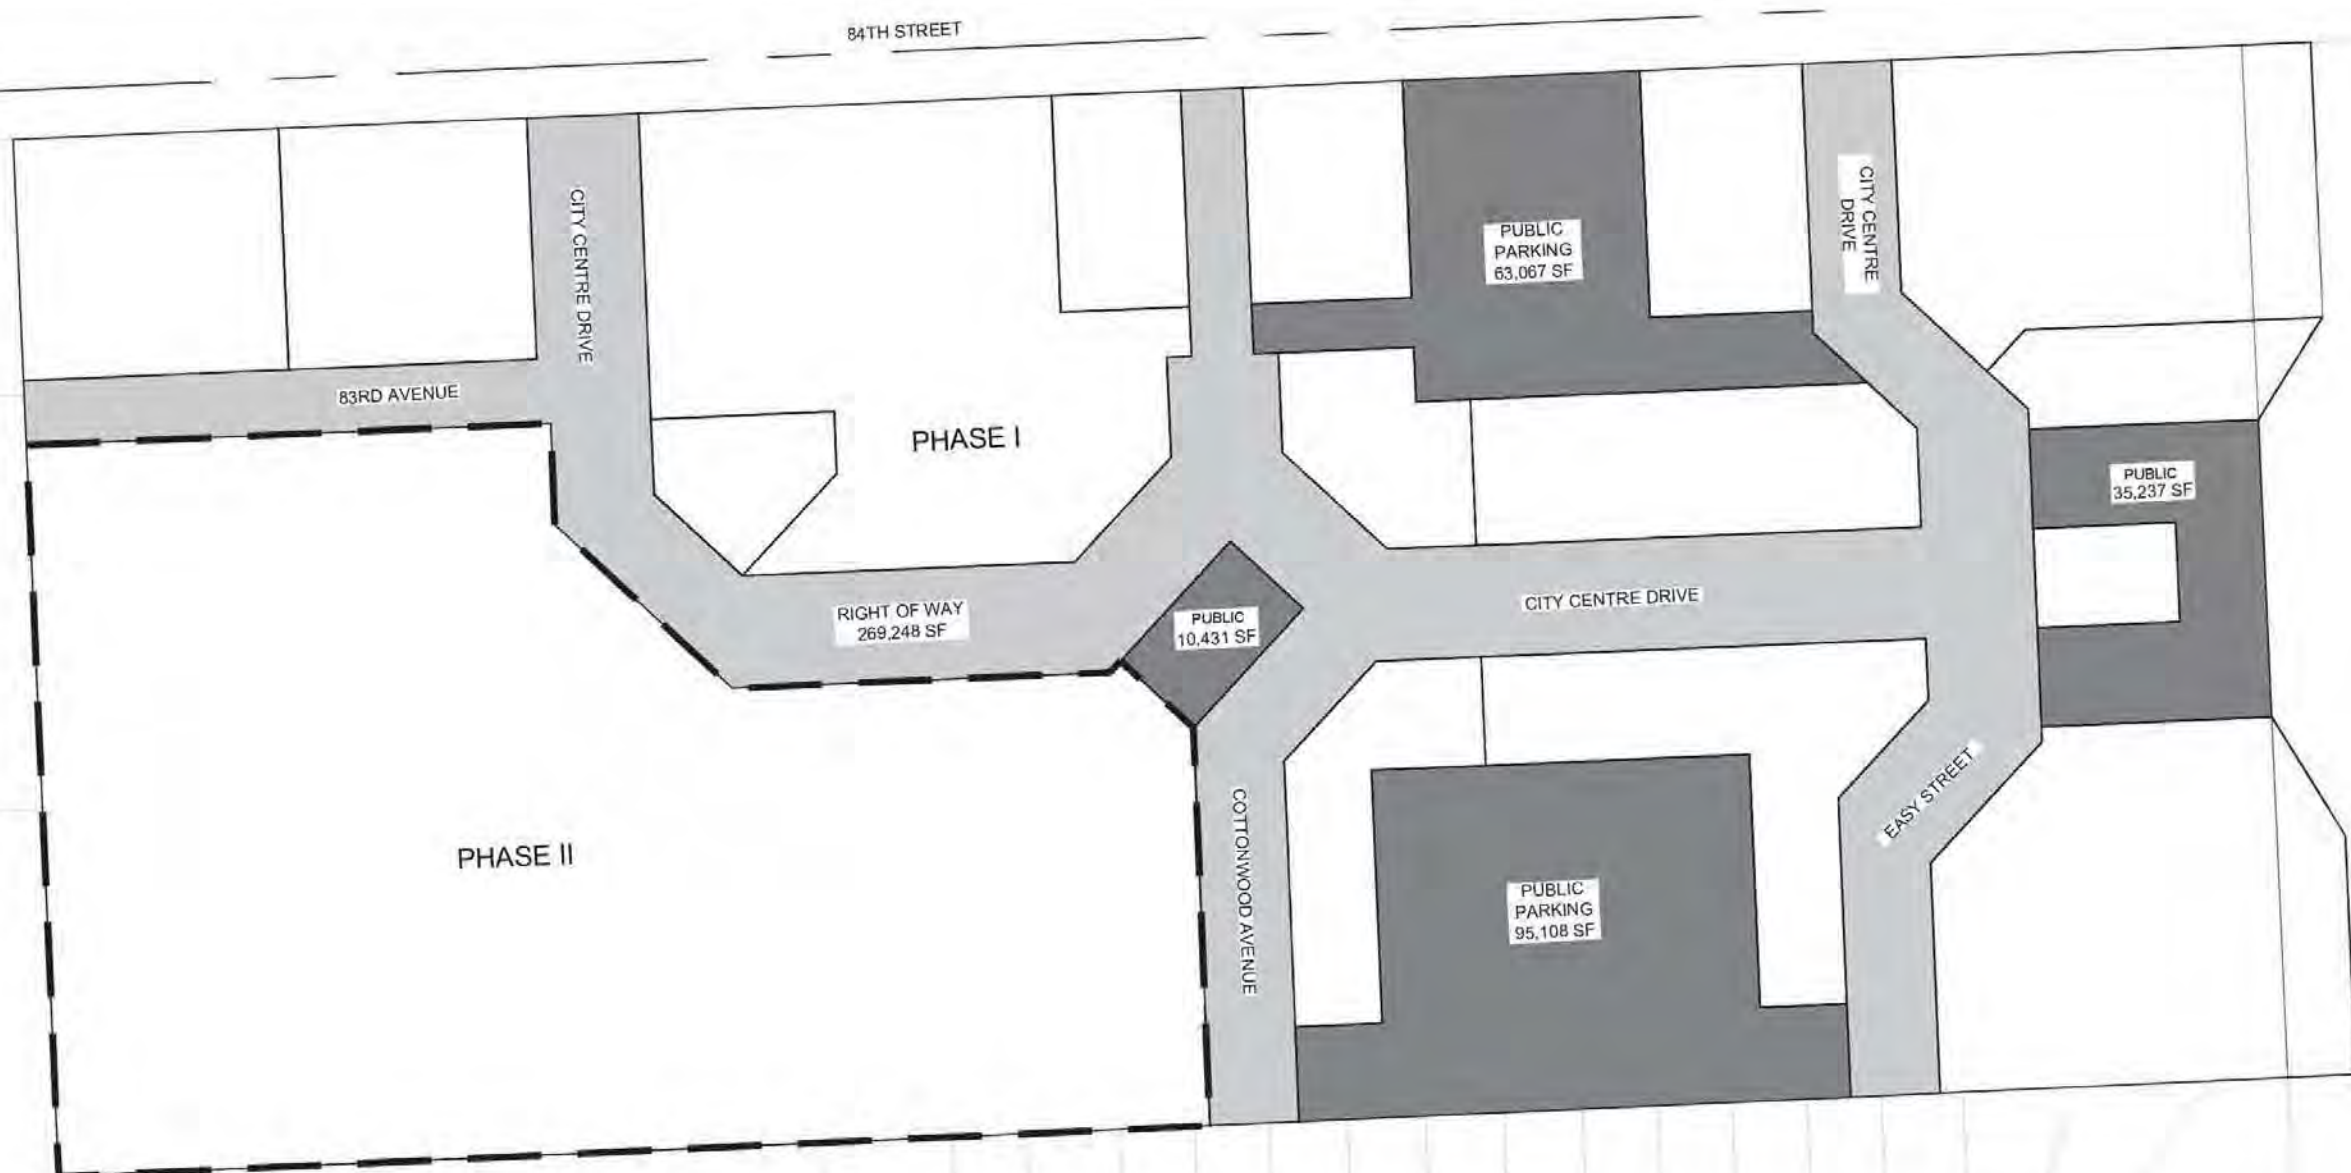 84TH STREET
CITY CENTRE DRIVE
83RD AVENUE
PHASE I
PUBLIC
PARKING
63,067 SF
CITY CENTRE
DRIVE
PUBLIC
35,237 SF
RIGHT OF WAY
269,248 SF
PUBLIC
10,431 SF
CITY CENTRE DRIVE
PHASE II
COTTONWOOD AVENUE
PUBLIC
PARKING
95,108 SF
EASY STREET